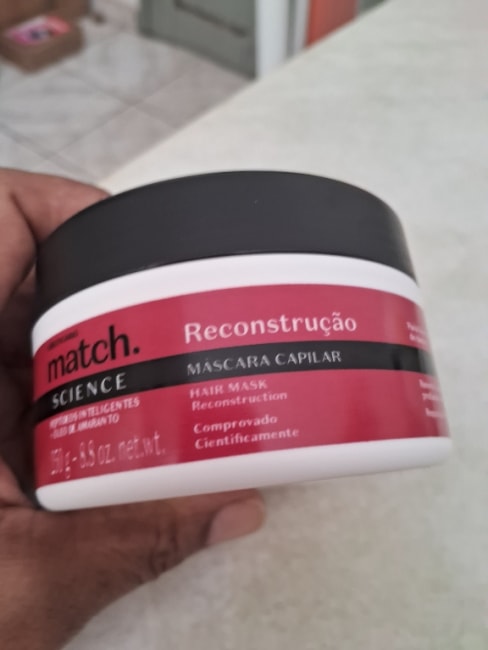 match.
SCIENCE
PEPTÍDEOS INTELIGENTES
+ ÓLEO DE AMARANTO
250 g - 8.8 oz. net.wt.
Reconstrução
MÁSCARA CAPILAR
HAIR MASK
Reconstruction
Comprovado
Cientificamente